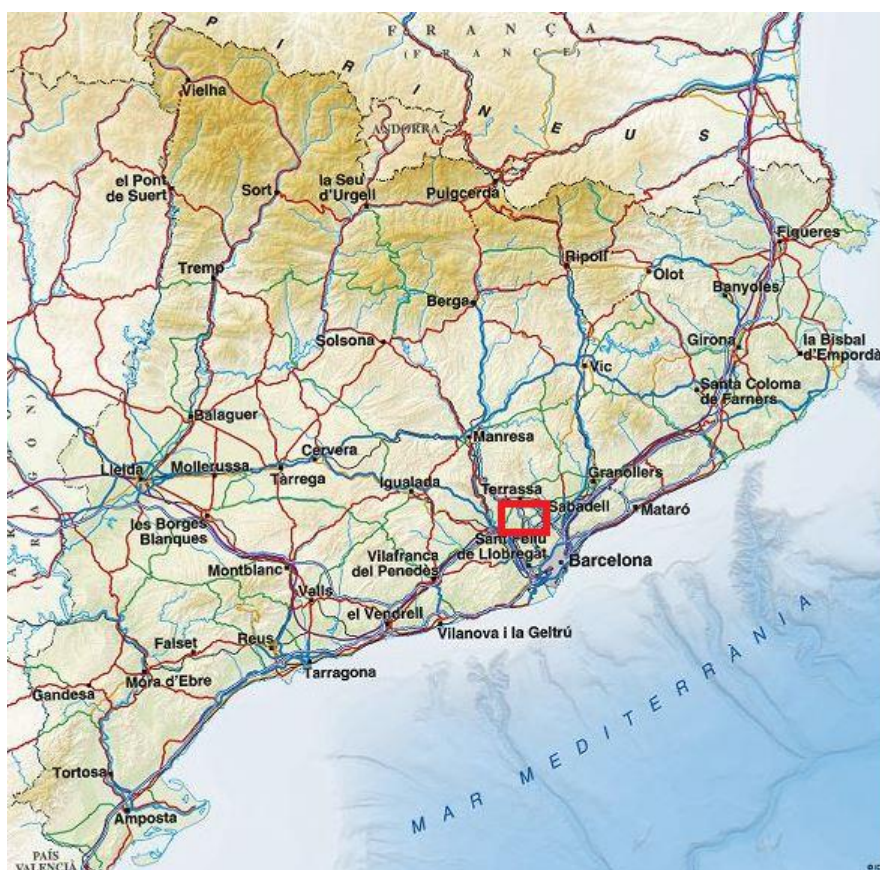 FRANÇA
(FRANCE)
PIRINEUS
Vielha
ANDORRA
el Pont
de Suert
Sort
la Seu
d'Urgell
Puigcerdà
Figueres
Tremp
Ripoll
Olot
Banyoles
Berga
Solsona
Girona
la Bisbal
d'Empordà
Vic
Santa Coloma
de Farners
Balaguer
Manresa
Cervera
Lleida
Mollerussa
Tàrrega
Igualada
Granollers
Terrassa
Sabadell
Mataró
les Borges
Blanques
Sant Feliu
de Llobregat
Barcelona
Vilafranca
del Penedès
Montblanc
Valls
el Vendrell
Vilanova i la Geltrú
Falset
Reus
Tarragona
Gandesa
Móra d'Ebre
MAR MEDITERRÀNIA
Tortosa
Amposta
PAÍS
VALENCIÀ